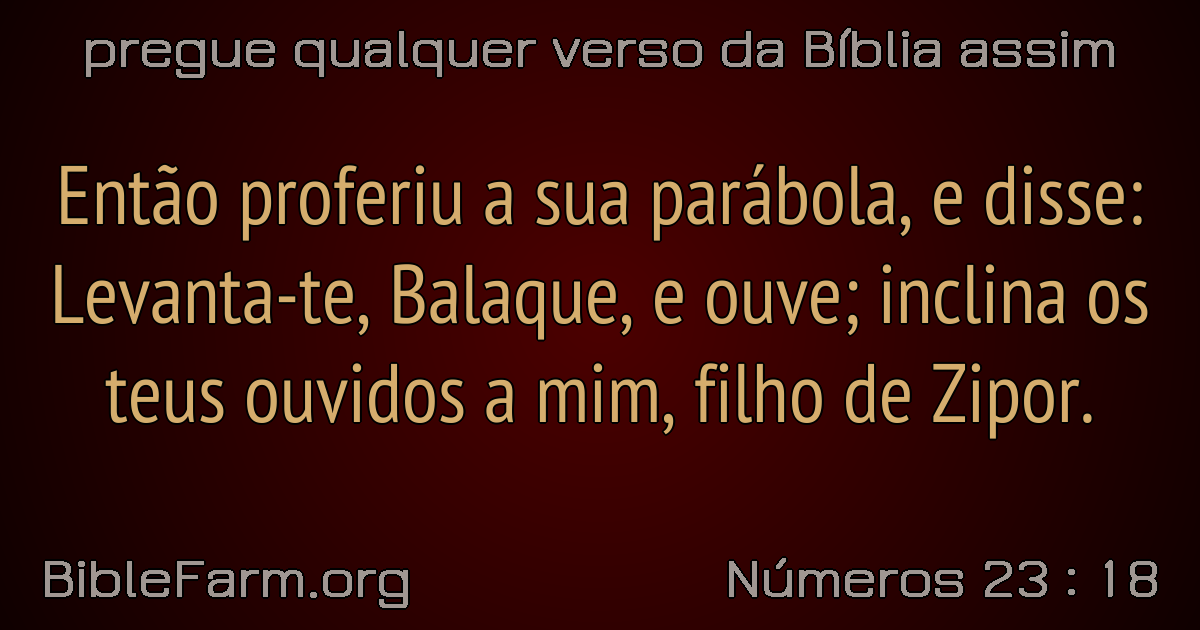 pregue qualquer verso da Bíblia assim
Então proferiu a sua parábola, e disse:
Levanta-te, Balaque, e ouve; inclina os
teus ouvidos a mim, filho de Zipor.
BibleFarm.org
Números 23 : 18